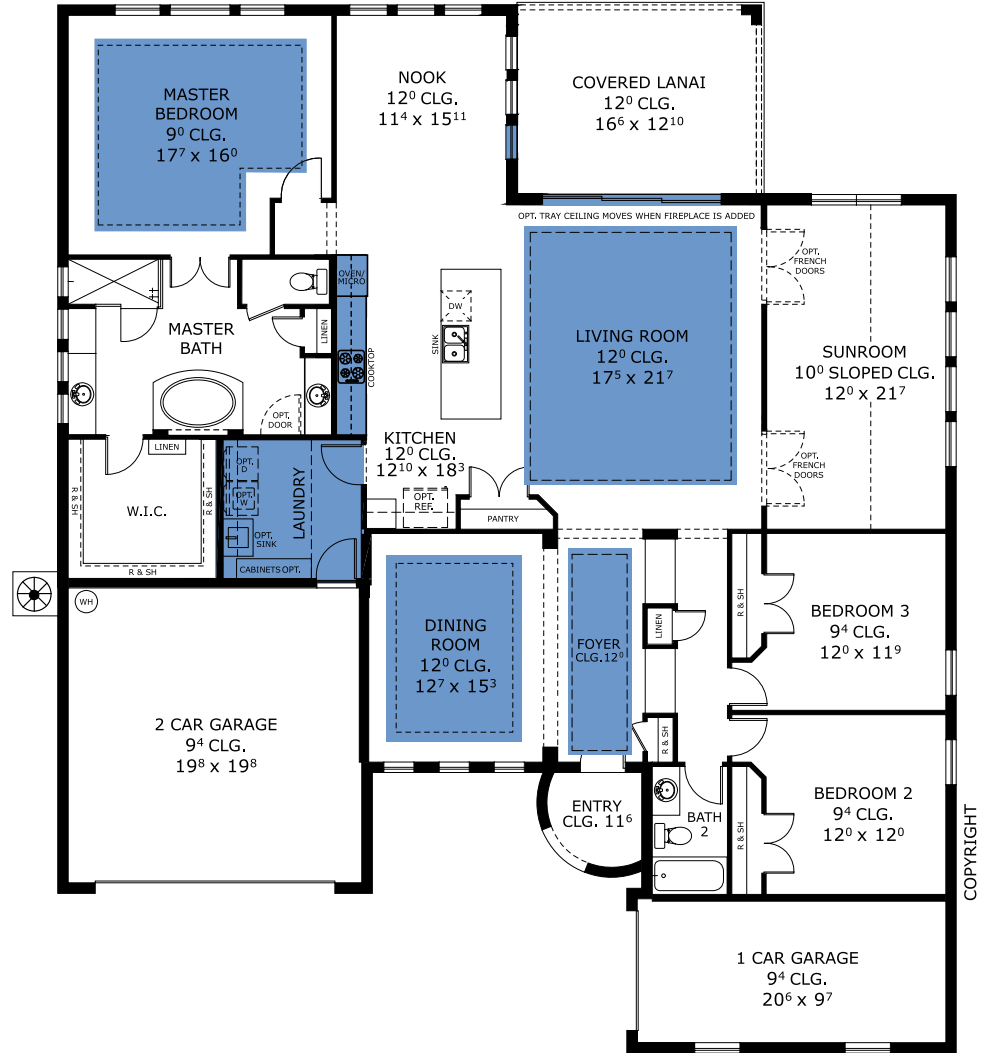 MASTER
BEDROOM
9⁰ CLG.
17⁷ x 16⁰
NOOK
12⁰ CLG.
11⁴ x 15¹¹
COVERED LANAI
12⁰ CLG.
16⁶ x 12¹⁰
OPT. TRAY CEILING MOVES WHEN FIREPLACE IS ADDED
OPT.
FRENCH
DOORS
OVEN/
MICRO
DW
SINK
COOKTOP
LINEN
MASTER
BATH
OPT.
DOOR
LIVING ROOM
12⁰ CLG.
17⁵ x 21⁷
SUNROOM
10⁰ SLOPED CLG.
12⁰ x 21⁷
OPT.
FRENCH
DOORS
KITCHEN
12⁰ CLG.
12¹⁰ x 18³
OPT.
REF.
PANTRY
LINEN
R & SH
W.I.C.
R & SH
R & SH
OPT.
D
OPT.
W
OPT.
SINK
LAUNDRY
CABINETS OPT.
WH
DINING
ROOM
12⁰ CLG.
12⁷ x 15³
FOYER
CLG.12⁰
LINEN
R & SH
R & SH
BEDROOM 3
9⁴ CLG.
12⁰ x 11⁹
2 CAR GARAGE
9⁴ CLG.
19⁸ x 19⁸
ENTRY
CLG. 11⁶
BATH
2
R & SH
BEDROOM 2
9⁴ CLG.
12⁰ x 12⁰
COPYRIGHT
1 CAR GARAGE
9⁴ CLG.
20⁶ x 9⁷